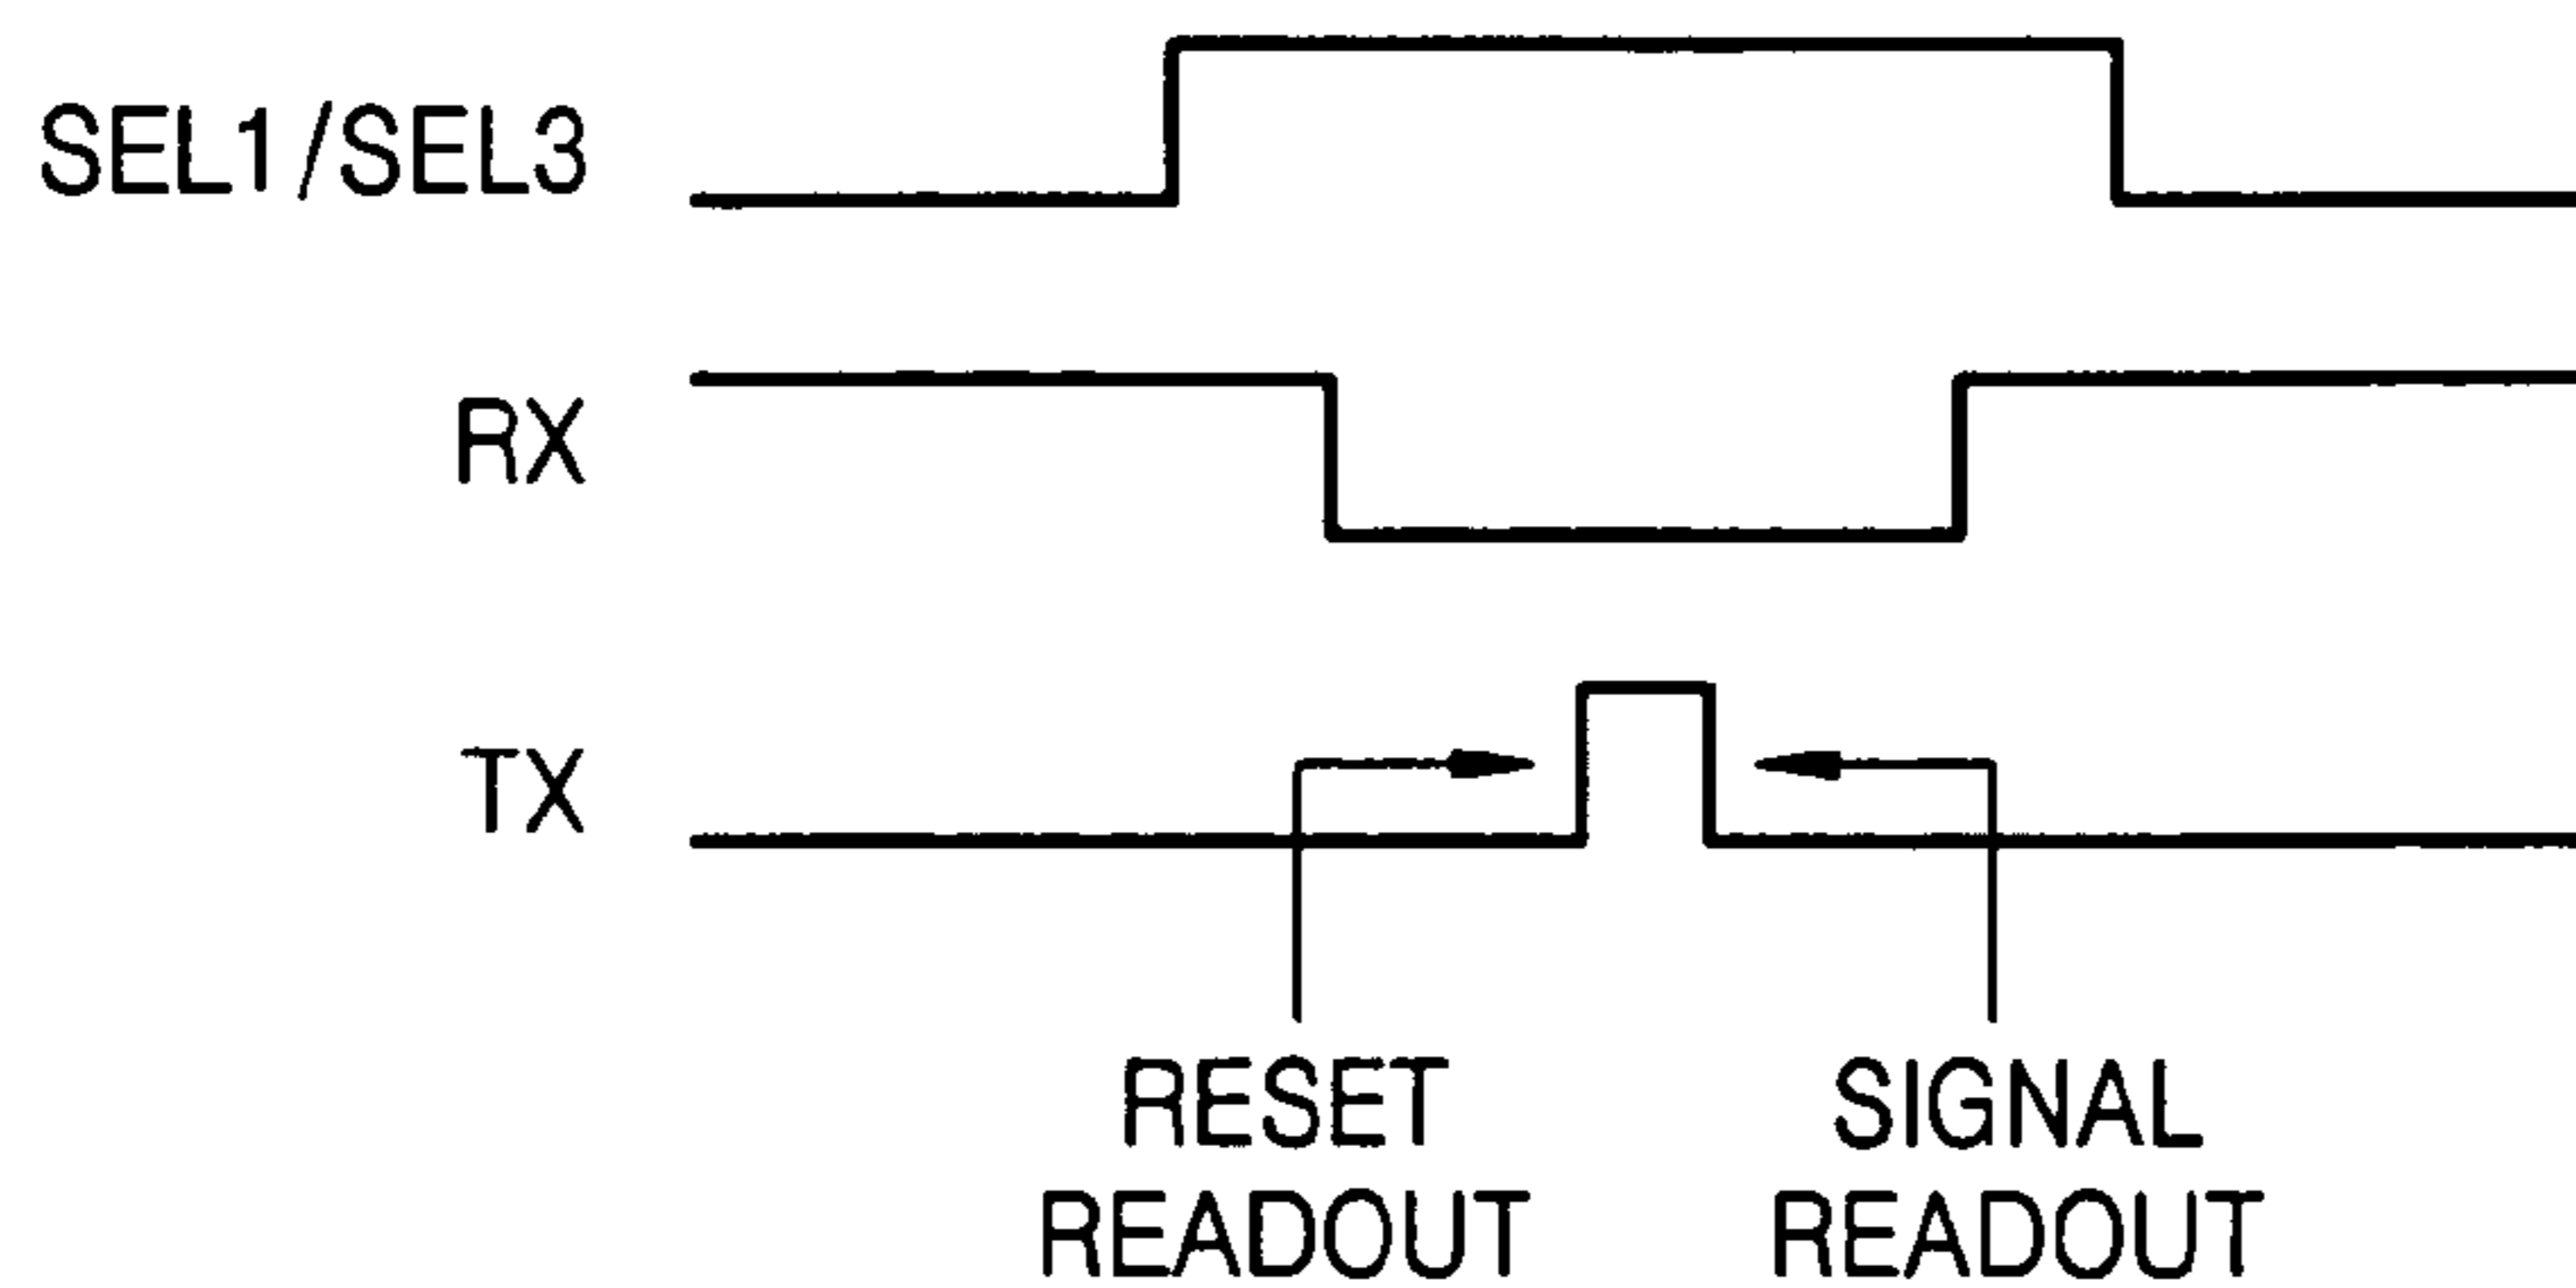 SEL1/SEL3
RX
TX
RESET
READOUT
SIGNAL
READOUT